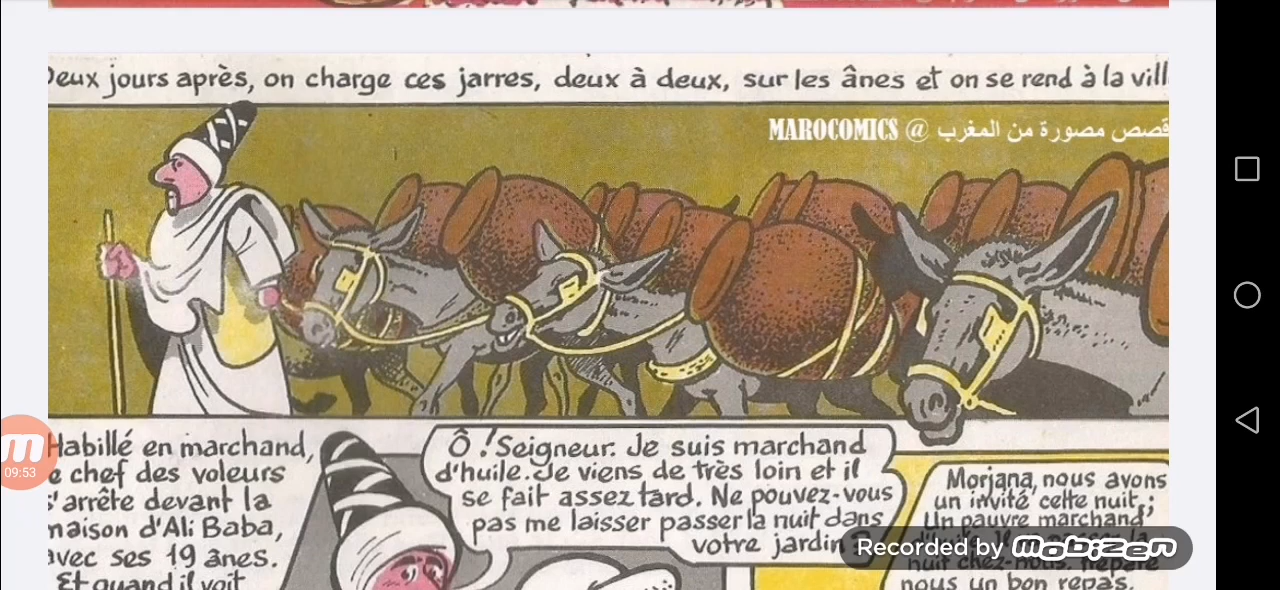 Deux jours après, on charge ces jarres, deux à deux, sur les ânes et on se rend à la vill
MAROCOMICS @ قصص مصورة من المغرب
Habillé en marchand,
e chef des voleurs
s'arrête devant la
maison d'Ali Baba,
avec ses 19 ânes.
Et quand il voit
Ô ! Seigneur. Je suis marchand
d'huile. Je viens de très loin et il
se fait assez tard. Ne pouvez-vous
pas me laisser passer la nuit dans
votre jardin
Morjana, nous avons
un invité cette nuit;
Un pauvre marchand
nuit chez-nous. Prépare
nous un bon repas.
09:53
Recorded by mobizen